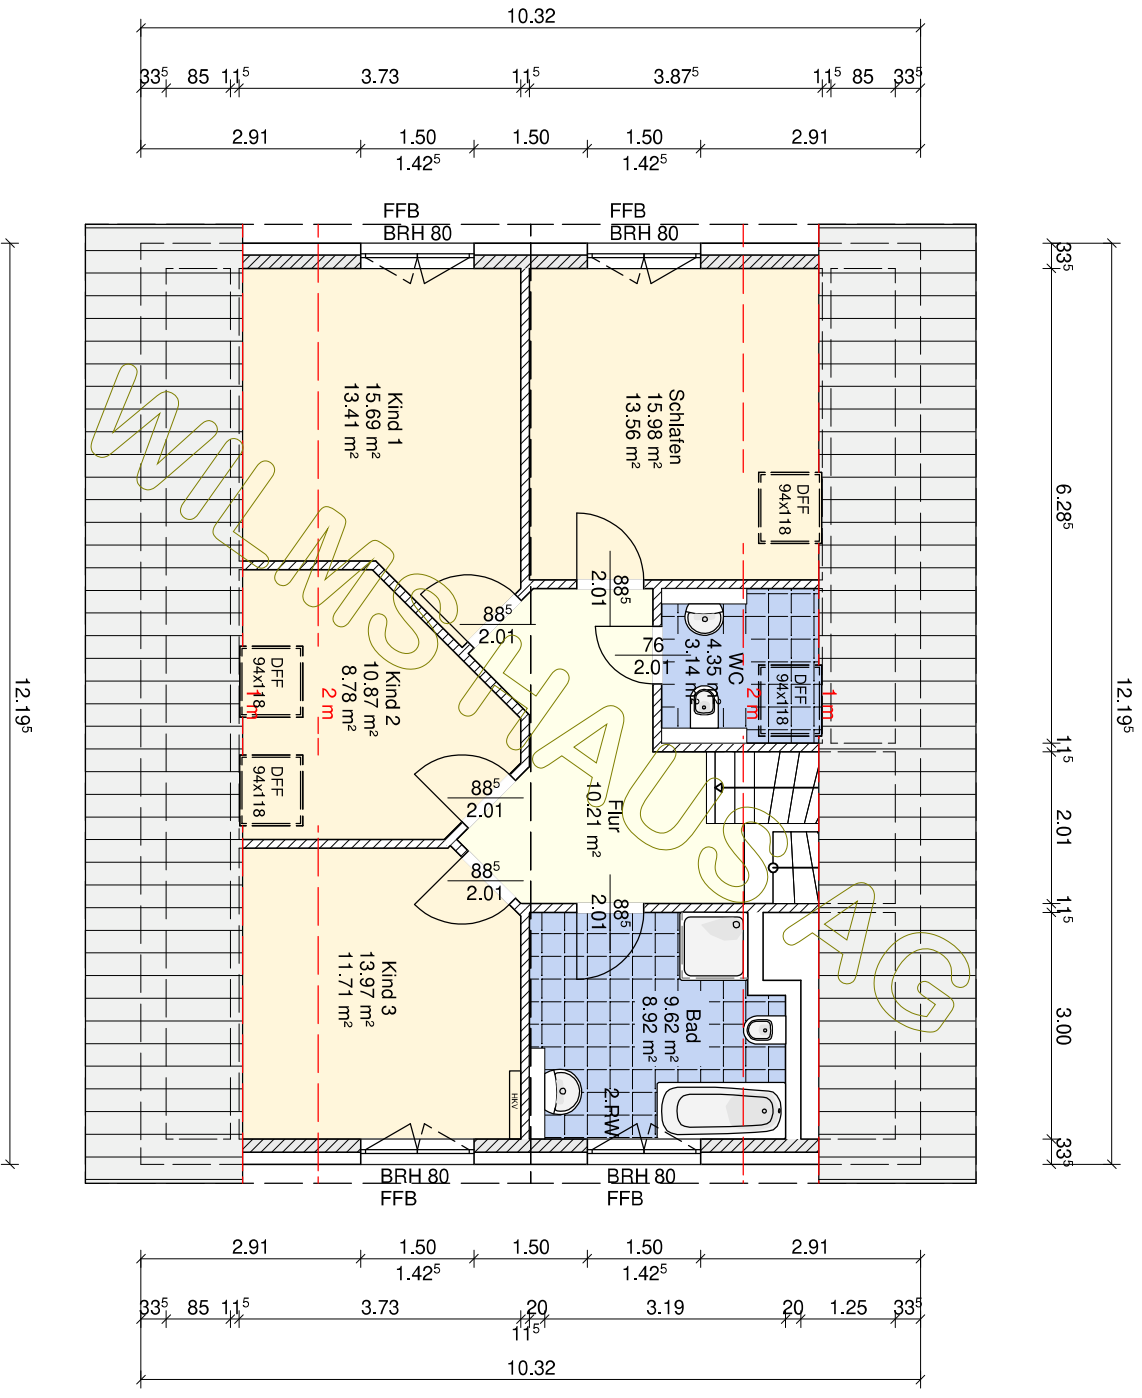 10.32
33⁵ 85 11⁵ 3.73 11⁵ 3.87⁵ 11⁵ 85 33⁵
2.91 1.50 1.50 1.50 2.91
1.42⁵ 1.42⁵
FFB
BRH 80
FFB
BRH 80
12.19⁵
33⁵
6.28⁵
11⁵
2.01
11⁵
3.00
33⁵
12.19⁵
Kind 1
15.69 m²
13.41 m²
Schlafen
15.98 m²
13.56 m²
DFF
94x118
88⁵
2.01
88⁵
2.01
76
2.01
WC
4.35 m²
3.14 m²
DFF
94x118
1 m
2 m
Kind 2
10.87 m²
8.78 m²
DFF
94x118
1 m
2 m
DFF
94x118
88⁵
2.01
Flur
10.21 m²
88⁵
2.01
88⁵
2.01
Kind 3
13.97 m²
11.71 m²
HKV
Bad
9.62 m²
8.92 m²
2.RW
WILMS HAUS AG
BRH 80
FFB
BRH 80
FFB
2.91 1.50 1.50 1.50 2.91
1.42⁵ 1.42⁵
33⁵ 85 11⁵ 3.73 20 3.19 20 1.25 33⁵
11⁵
10.32